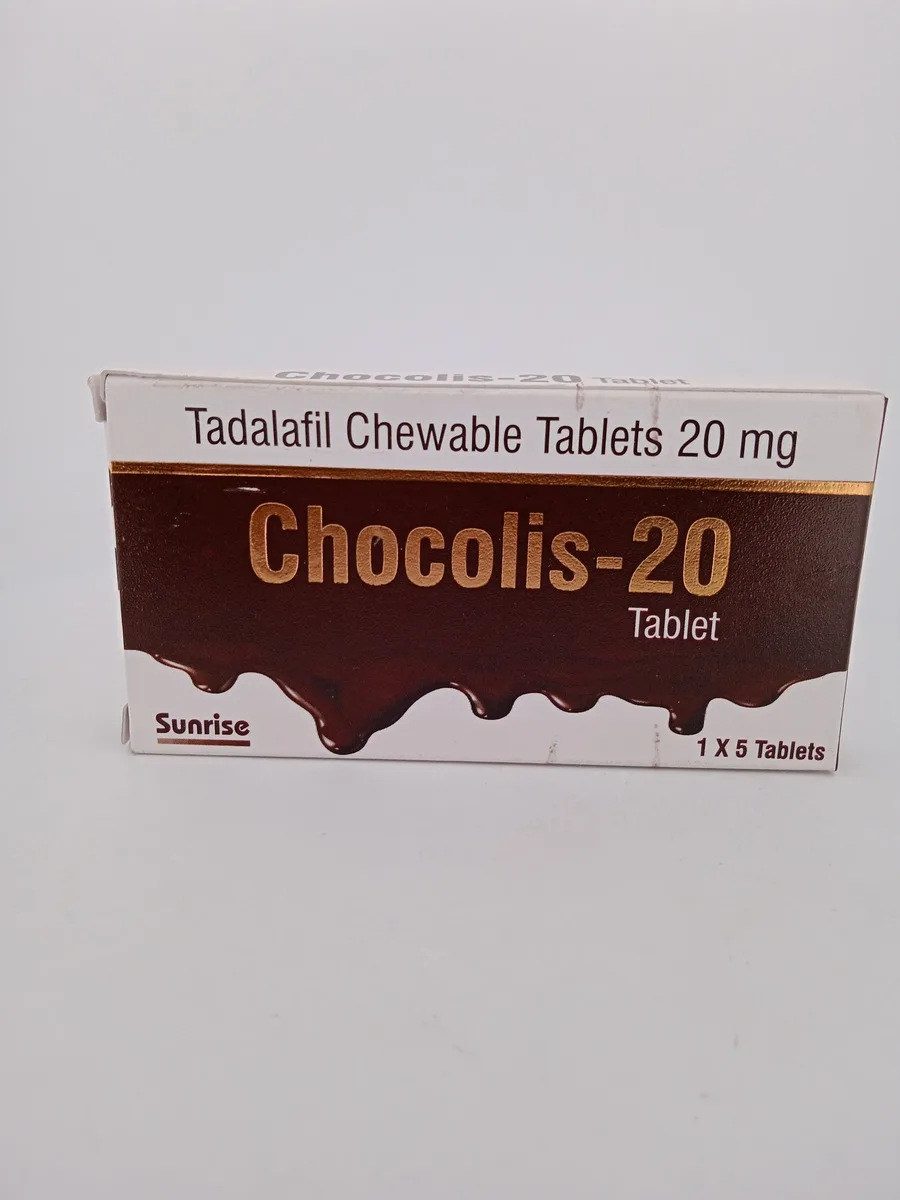 Chocolis-20 Tablet
Tadalafil Chewable Tablets 20 mg
Chocolis-20
Tablet
Sunrise
1 X 5 Tablets